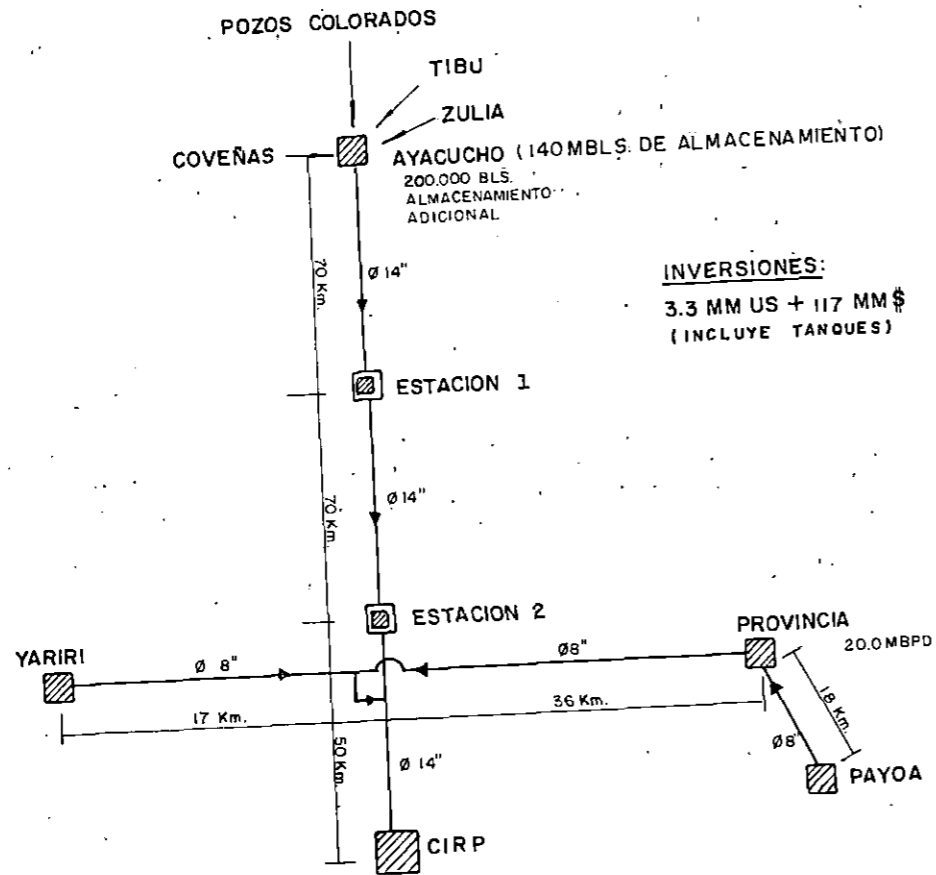 POZOS COLORADOS
TIBU
ZULIA
COVEÑAS
AYACUCHO (140 MBLS. DE ALMACENAMIENTO)
200.000 BLS.
ALMACENAMIENTO
ADICIONAL
70 Km.
Ø 14"
INVERSIONES:
3.3 MM US + 117 MM $
(INCLUYE TANQUES)
ESTACION 1
70 Km.
Ø 14"
ESTACION 2
PROVINCIA
20.0 MBPD
YARIRI
Ø 8"
Ø8"
17 Km.
36 Km.
18 Km.
Ø8"
50 Km.
Ø 14"
PAYOA
CIRP